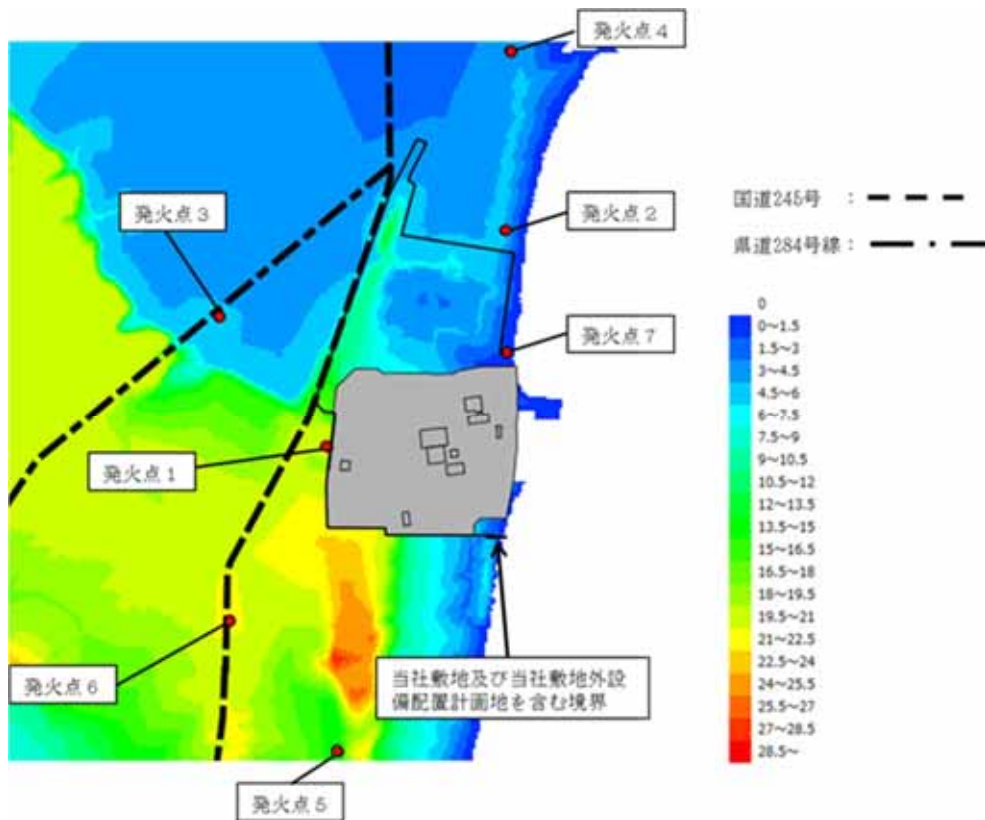 発火点4
発火点2
発火点3
国道245号 :
県道284号線:
発火点7
発火点1
発火点6
当社敷地及び当社敷地外設
備配置計画地を含む境界
発火点5
0
0~1.5
1.5~3
3~4.5
4.5~6
6~7.5
7.5~9
9~10.5
10.5~12
12~13.5
13.5~15
15~16.5
16.5~18
18~19.5
19.5~21
21~22.5
22.5~24
24~25.5
25.5~27
27~28.5
28.5~